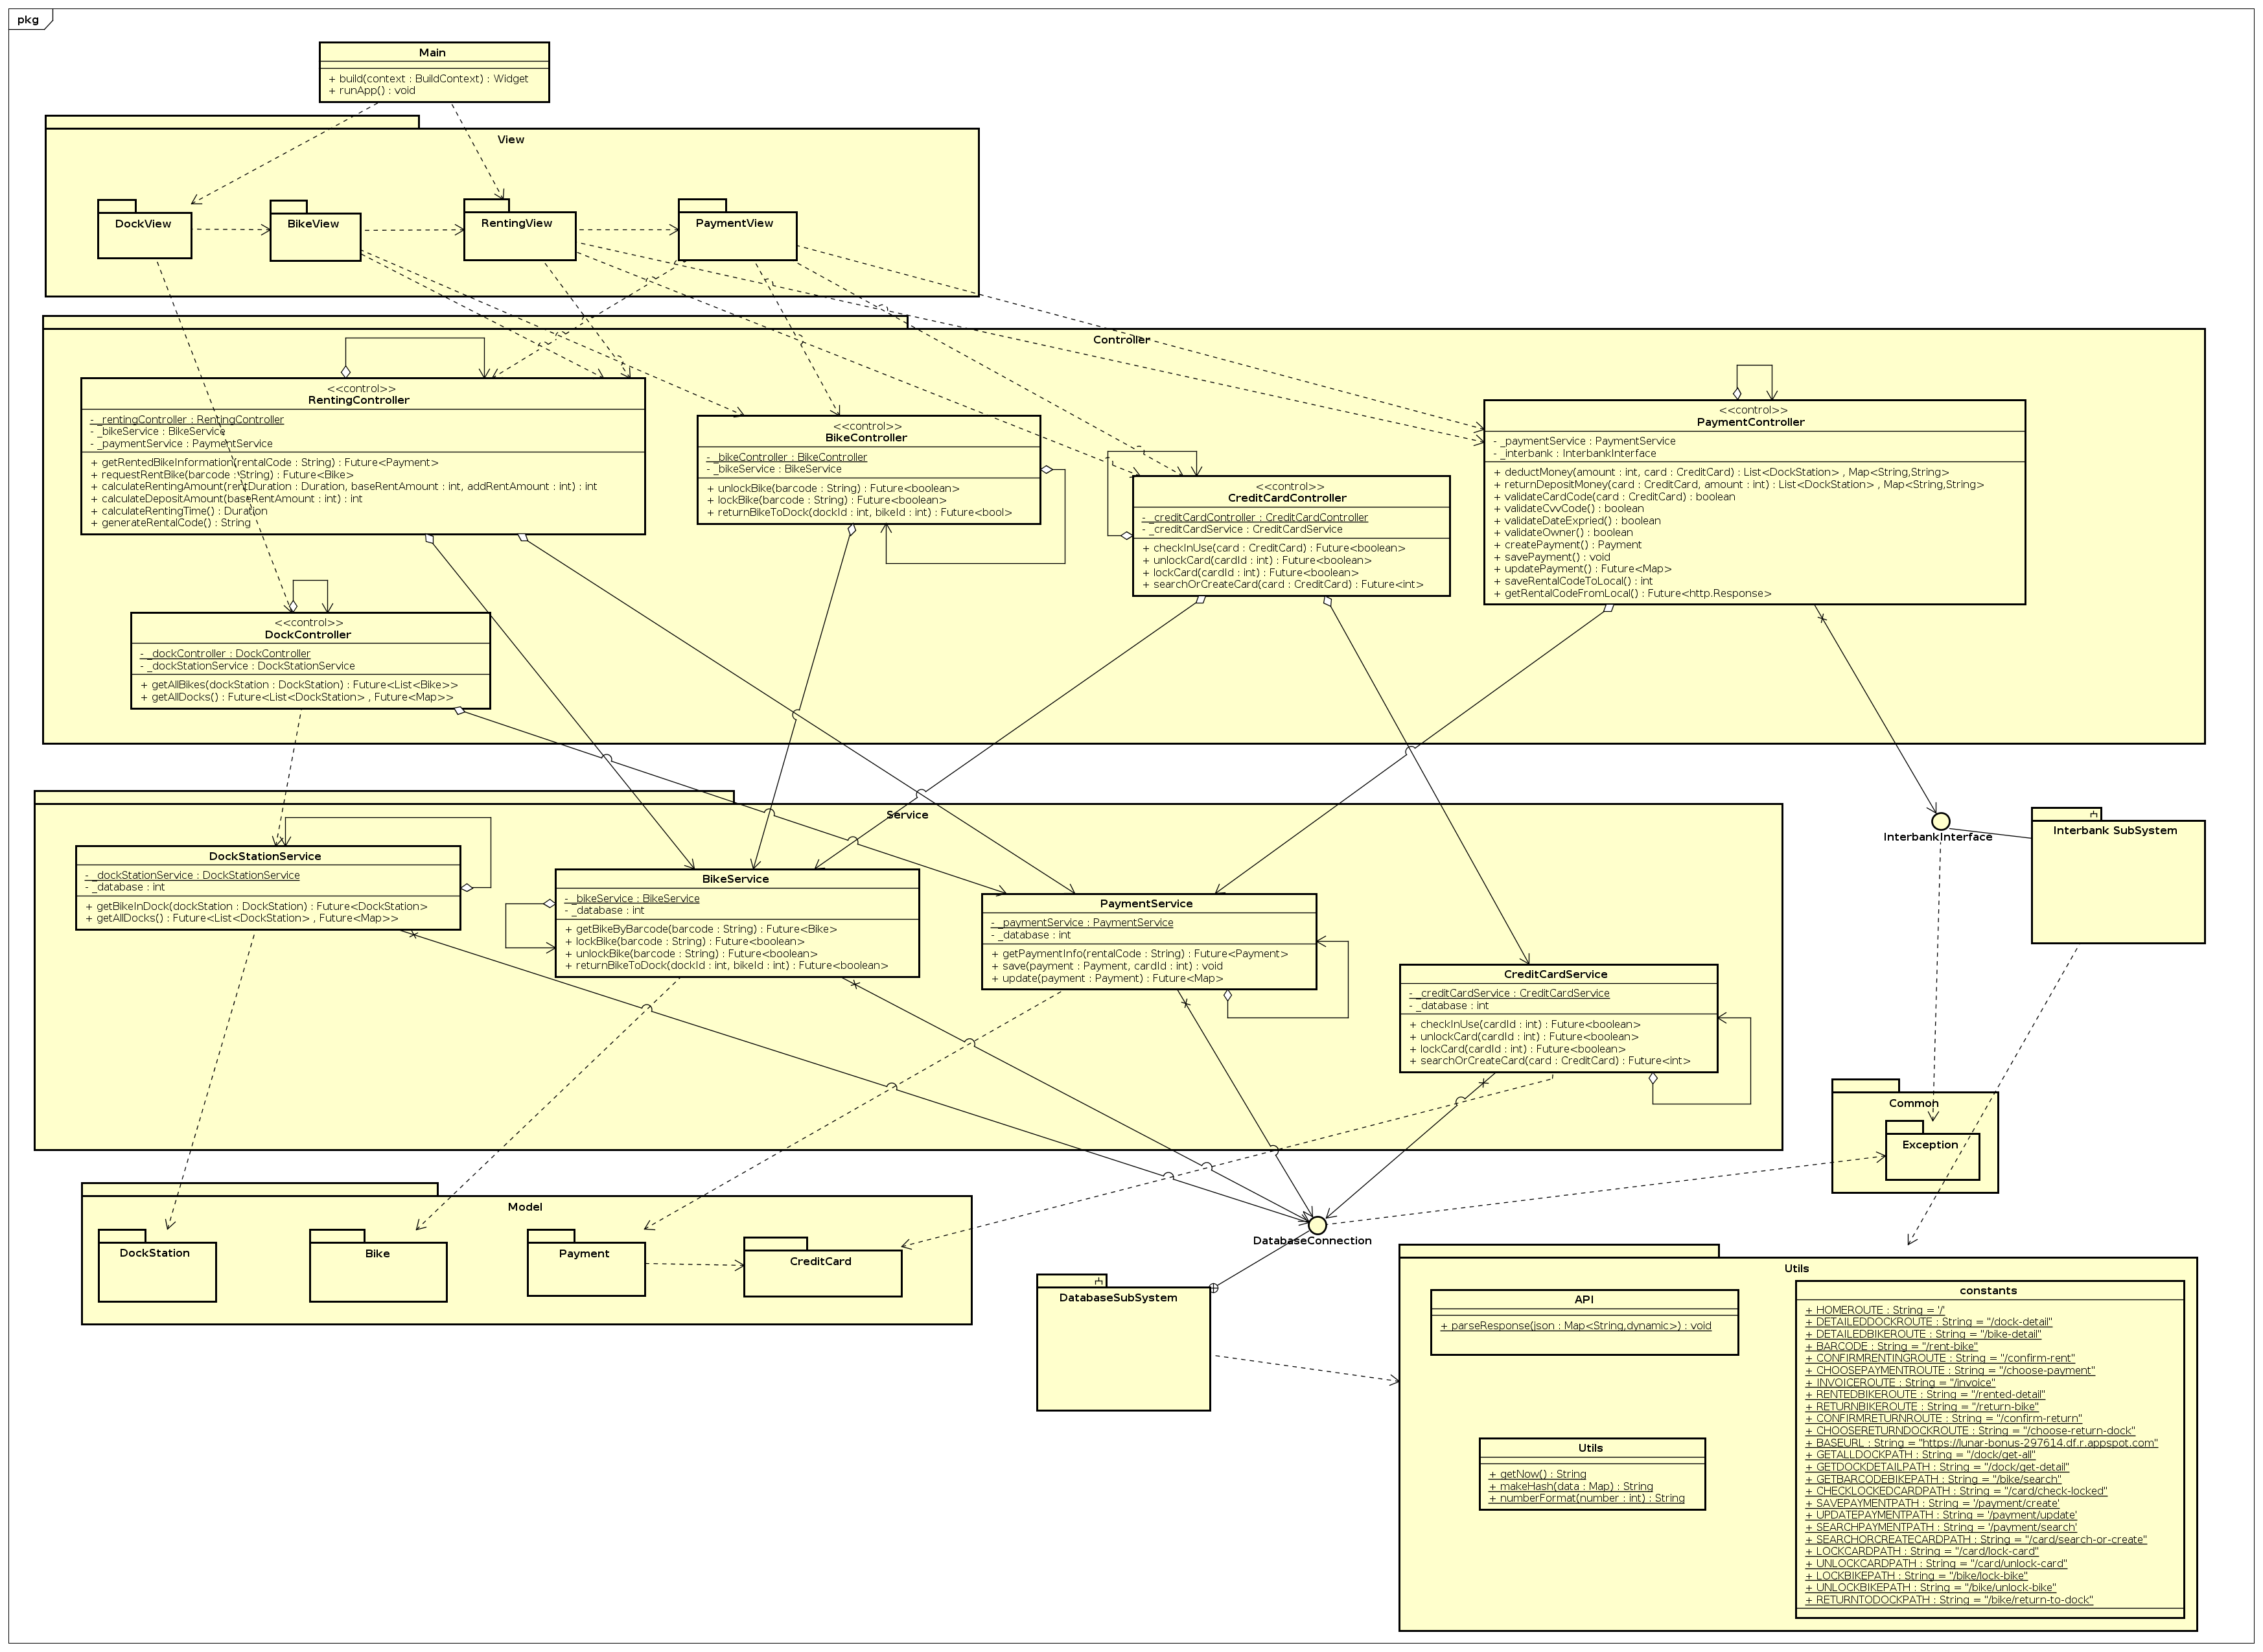 pkg
Main
+ build(context : BuildContext) : Widget
+ runApp() : void
View
DockView
BikeView
RentingView
PaymentView
Controller
<<control>>
RentingController
- _rentingController : RentingController
- _bikeService : BikeService
- _paymentService : PaymentService
+ getRentedBikeInformation(rentalCode : String) : Future<Payment>
+ requestRentBike(barcode : String) : Future<Bike>
+ calculateRentingAmount(rentDuration : Duration, baseRentAmount : int, addRentAmount : int) : int
+ calculateDepositAmount(baseRentAmount : int) : int
+ calculateRentingTime() : Duration
+ generateRentalCode() : String
<<control>>
BikeController
- _bikeController : BikeController
- _bikeService : BikeService
+ unlockBike(barcode : String) : Future<boolean>
+ lockBike(barcode : String) : Future<boolean>
+ returnBikeToDock(dockId : int, bikeId : int) : Future<bool>
<<control>>
CreditCardController
- _creditCardController : CreditCardController
- _creditCardService : CreditCardService
+ checkInUse(card : CreditCard) : Future<boolean>
+ unlockCard(cardId : int) : Future<boolean>
+ lockCard(cardId : int) : Future<boolean>
+ searchOrCreateCard(card : CreditCard) : Future<int>
<<control>>
PaymentController
- _paymentService : PaymentService
- _interbank : InterbankInterface
+ deductMoney(amount : int, card : CreditCard) : List<DockStation> , Map<String,String>
+ returnDepositMoney(card : CreditCard, amount : int) : List<DockStation> , Map<String,String>
+ validateCardCode(card : CreditCard) : boolean
+ validateCvvCode() : boolean
+ validateDateExpried() : boolean
+ validateOwner() : boolean
+ createPayment() : Payment
+ savePayment() : void
+ updatePayment() : Future<Map>
+ saveRentalCodeToLocal() : int
+ getRentalCodeFromLocal() : Future<http.Response>
<<control>>
DockController
- _dockController : DockController
- _dockStationService : DockStationService
+ getAllBikes(dockStation : DockStation) : Future<List<Bike>>
+ getAllDocks() : Future<List<DockStation> , Future<Map>>
Service
DockStationService
- _dockStationService : DockStationService
- _database : int
+ getBikeInDock(dockStation : DockStation) : Future<DockStation>
+ getAllDocks() : Future<List<DockStation> , Future<Map>>
BikeService
- _bikeService : BikeService
- _database : int
+ getBikeByBarcode(barcode : String) : Future<Bike>
+ lockBike(barcode : String) : Future<boolean>
+ unlockBike(barcode : String) : Future<boolean>
+ returnBikeToDock(dockId : int, bikeId : int) : Future<boolean>
PaymentService
- _paymentService : PaymentService
- _database : int
+ getPaymentInfo(rentalCode : String) : Future<Payment>
+ save(payment : Payment, cardId : int) : void
+ update(payment : Payment) : Future<Map>
CreditCardService
- _creditCardService : CreditCardService
- _database : int
+ checkInUse(cardId : int) : Future<boolean>
+ unlockCard(cardId : int) : Future<boolean>
+ lockCard(cardId : int) : Future<boolean>
+ searchOrCreateCard(card : CreditCard) : Future<int>
InterbankInterface
Interbank SubSystem
Common
Exception
Model
DockStation
Bike
Payment
CreditCard
DatabaseConnection
DatabaseSubSystem
Utils
API
+ parseResponse(json : Map<String,dynamic>) : void
Utils
+ getNow() : String
+ makeHash(data : Map) : String
+ numberFormat(number : int) : String
constants
+ HOMEROUTE : String = '/'
+ DETAILEDDOCKROUTE : String = "/dock-detail"
+ DETAILEDBIKEROUTE : String = "/bike-detail"
+ BARCODE : String = "/rent-bike"
+ CONFIRMRENTINGROUTE : String = "/confirm-rent"
+ CHOOSEPAYMENTROUTE : String = "/choose-payment"
+ INVOICEROUTE : String = "/invoice"
+ RENTEDBIKEROUTE : String = "/rented-detail"
+ RETURNBIKEROUTE : String = "/return-bike"
+ CONFIRMRETURNROUTE : String = "/confirm-return"
+ CHOOSERETURNDOCKROUTE : String = "/choose-return-dock"
+ BASEURL : String = "https://lunar-bonus-297614.df.r.appspot.com"
+ GETALLDOCKPATH : String = "/dock/get-all"
+ GETDOCKDETAILPATH : String = "/dock/get-detail"
+ GETBARCODEBIKEPATH : String = "/bike/search"
+ CHECKLOCKEDCARDPATH : String = "/card/check-locked"
+ SAVEPAYMENTPATH : String = '/payment/create'
+ UPDATEPAYMENTPATH : String = '/payment/update'
+ SEARCHPAYMENTPATH : String = '/payment/search'
+ SEARCHORCREATECARDPATH : String = "/card/search-or-create"
+ LOCKCARDPATH : String = "/card/lock-card"
+ UNLOCKCARDPATH : String = "/card/unlock-card"
+ LOCKBIKEPATH : String = "/bike/lock-bike"
+ UNLOCKBIKEPATH : String = "/bike/unlock-bike"
+ RETURNTODOCKPATH : String = "/bike/return-to-dock"